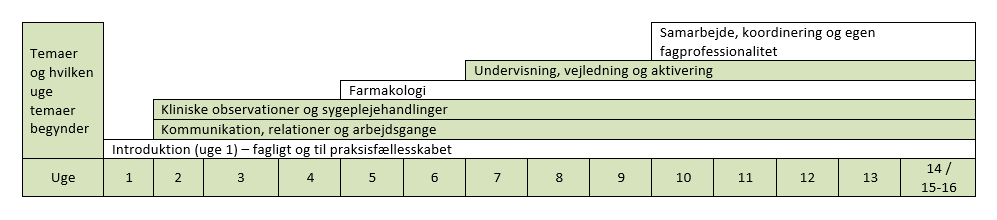 Temaer
og hvilken
uge
temaer
begynder
Samarbejde, koordinering og egen
fagprofessionalitet
Undervisning, vejledning og aktivering
Farmakologi
Kliniske observationer og sygeplejehandlinger
Kommunikation, relationer og arbejdsgange
Introduktion (uge 1) – fagligt og til praksisfællesskabet
Uge 1 2 3 4 5 6 7 8 9 10 11 12 13 14 /
15-16